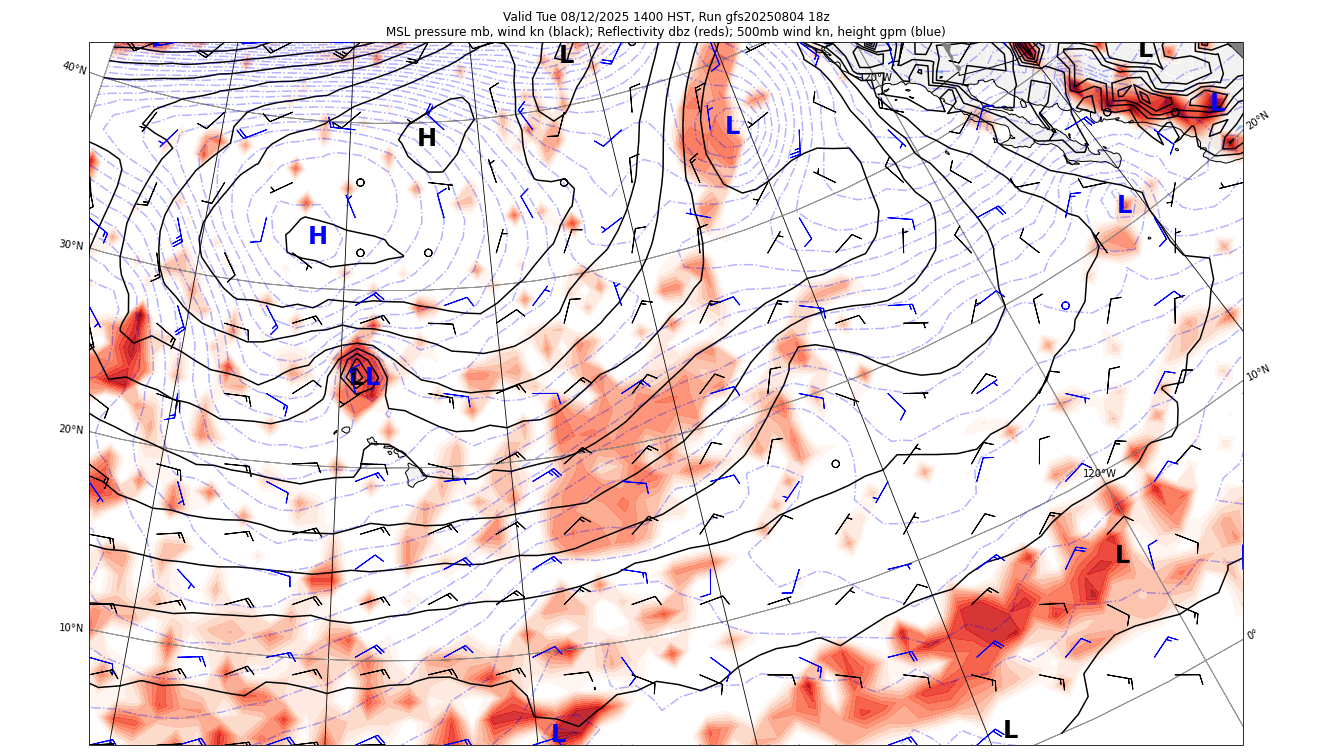 Valid Tue 08/12/2025 1400 HST, Run gfs20250804 18z
MSL pressure mb, wind kn (black); Reflectivity dbz (reds); 500mb wind kn, height gpm (blue)
L
L
40°N
120°W
L
L
20°N
H
L
H
30°N
10°N
L
L
20°N
120°W
L
10°N
0°
L
L